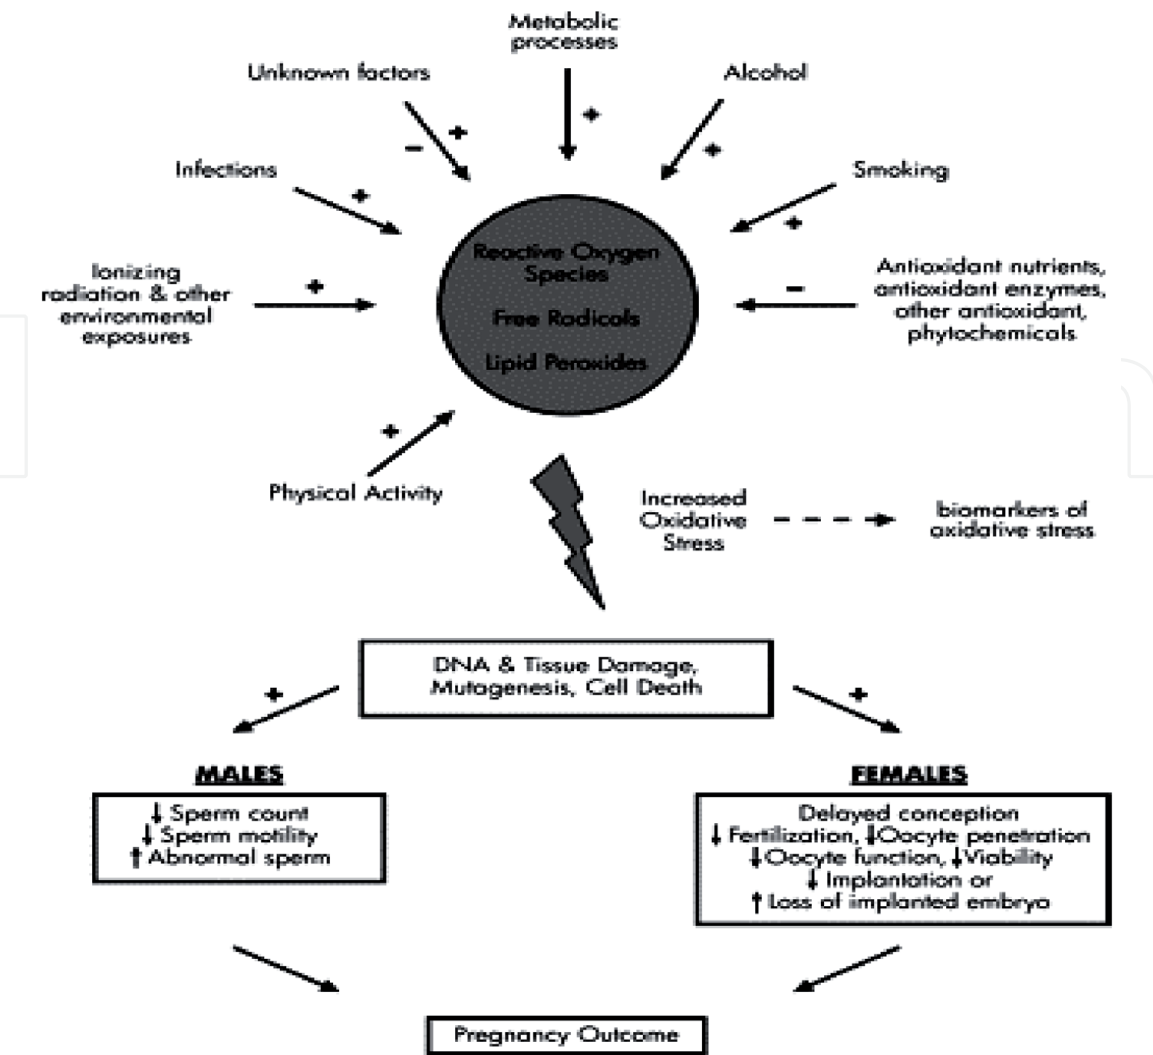 Metabolic
processes
Unknown factors
Alcohol
+
+
−
+
Infections
+
Smoking
+
Reactive Oxygen
Species
Free Radicals
Lipid Peroxides
Ionizing
radiation & other
environmental
exposures
+
−
Antioxidant nutrients,
antioxidant enzymes,
other antioxidant,
phytochemicals
+
Physical Activity
Increased
Oxidative
Stress
biomarkers of
oxidative stress
DNA & Tissue Damage,
Mutagenesis, Cell Death
+
+
MALES
↓ Sperm count
↓ Sperm motility
↑ Abnormal sperm
FEMALES
Delayed conception
↓ Fertilization, ↓Oocyte penetration
↓Oocyte function, ↓Viability
↓ Implantation or
↑ Loss of implanted embryo
Pregnancy Outcome